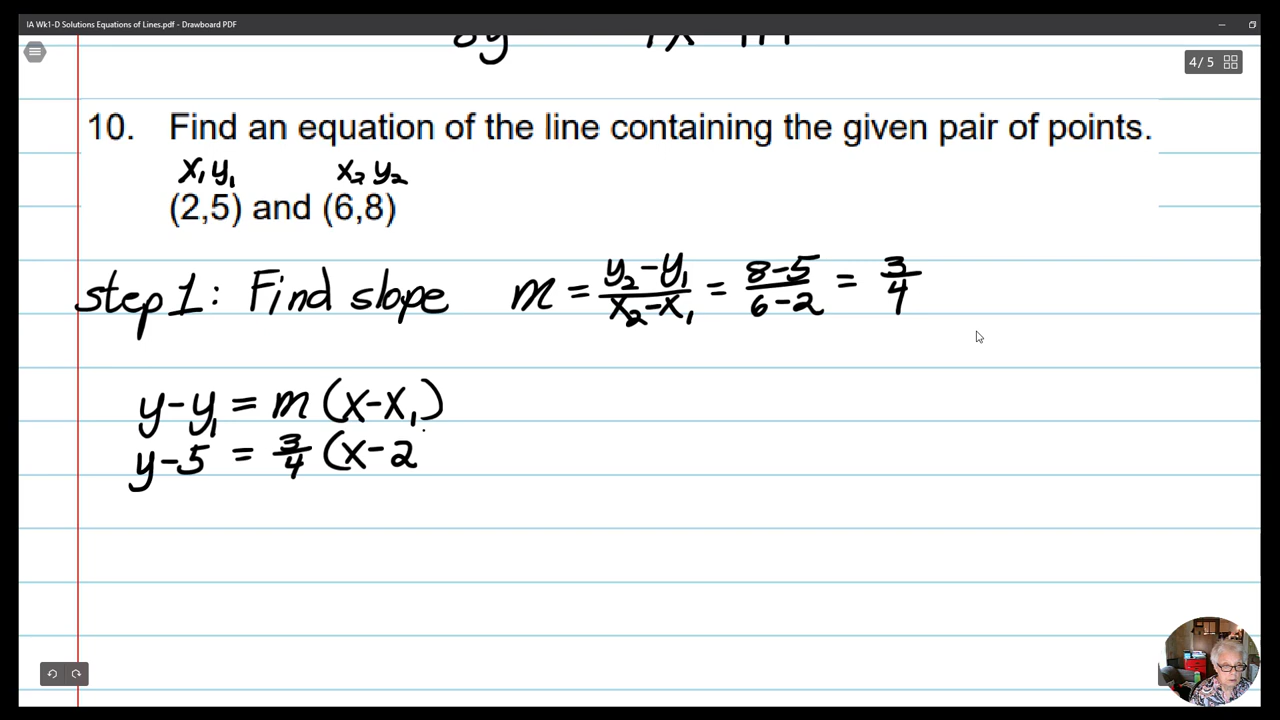 IA Wk1-D Solutions Equations of Lines.pdf - Drawboard PDF
4 / 5
10. Find an equation of the line containing the given pair of points.
x₁ y₁ x₂ y₂
(2,5) and (6,8)
step 1: Find slope m = (y₂-y₁)/(x₂-x₁) = (8-5)/(6-2) = 3/4
y-y₁ = m (x-x₁)
y-5 = 3/4 (x-2